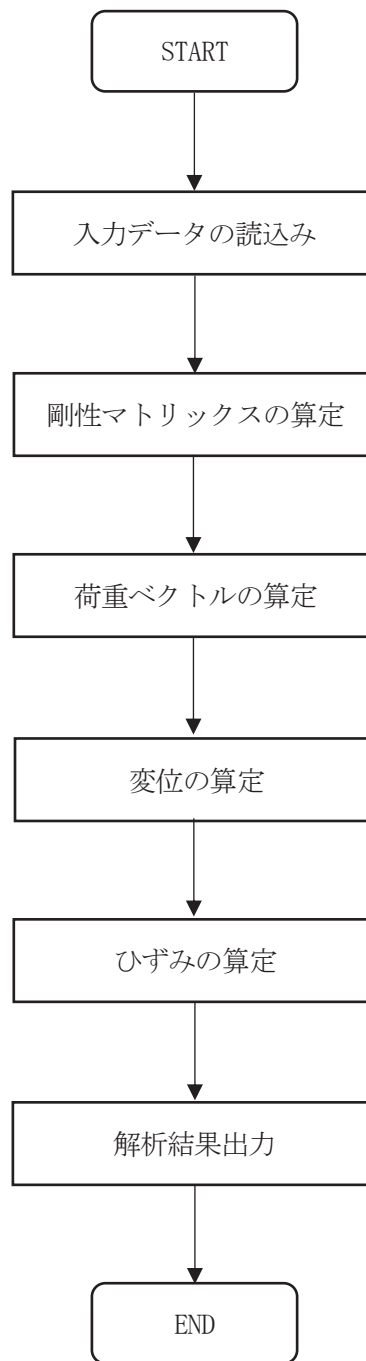 START
入力データの読込み
剛性マトリックスの算定
荷重ベクトルの算定
変位の算定
ひずみの算定
解析結果出力
END